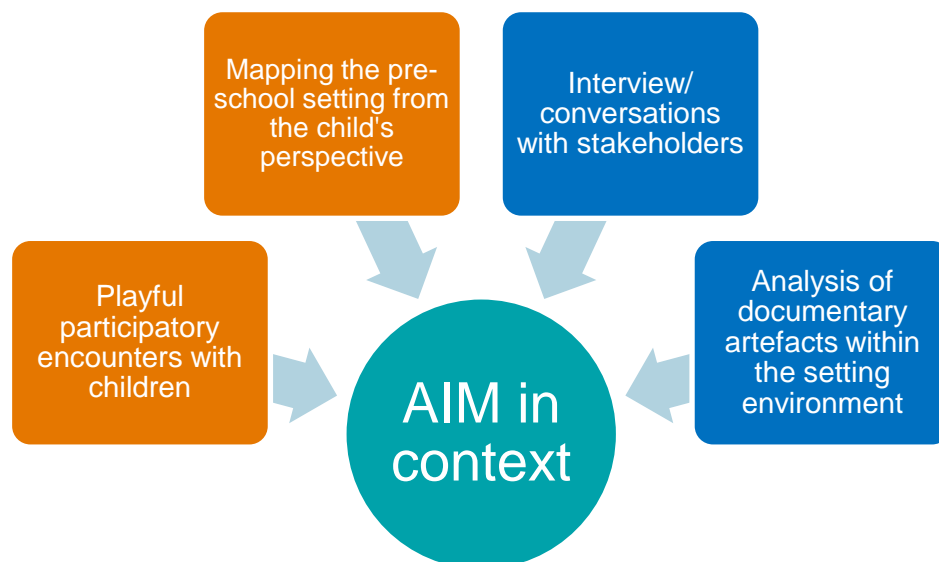 Mapping the pre-
school setting from
the child's
perspective
Interview/
conversations
with stakeholders
Playful
participatory
encounters with
children
Analysis of
documentary
artefacts within
the setting
environment
AIM in
context